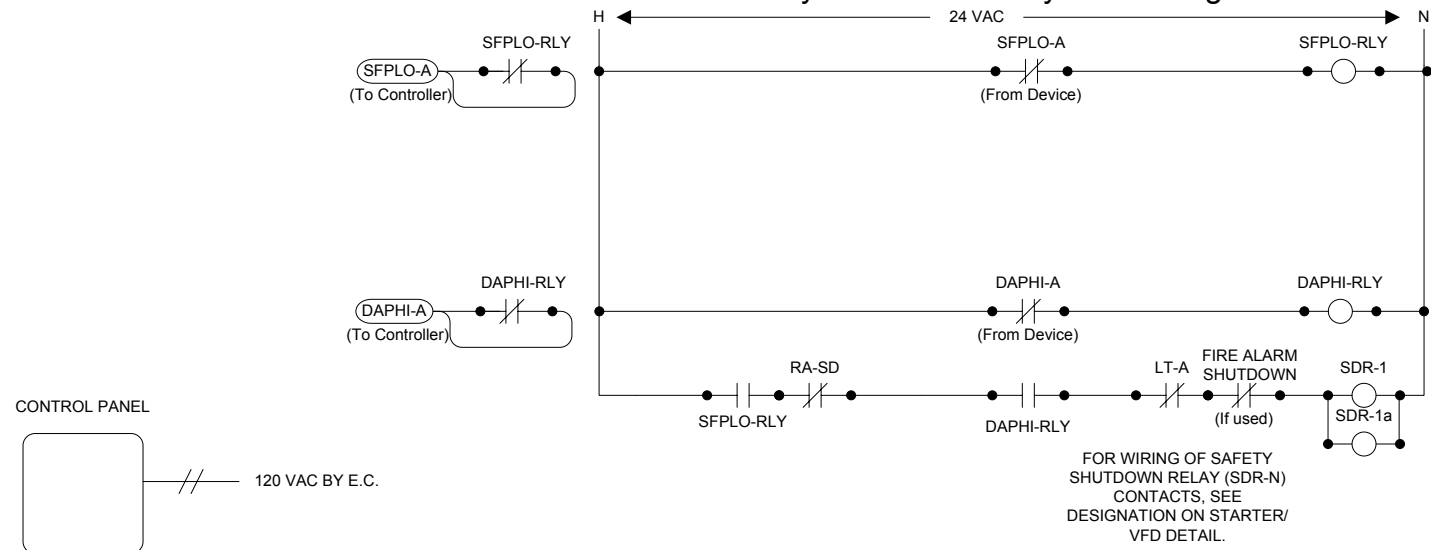 H
24 VAC
N
SFPLO-RLY
SFPLO-A
SFPLO-RLY
SFPLO-A
(To Controller)
(From Device)
DAPHI-RLY
DAPHI-A
DAPHI-RLY
DAPHI-A
(To Controller)
(From Device)
RA-SD
LT-A
FIRE ALARM
SHUTDOWN
SDR-1
SFPLO-RLY
DAPHI-RLY
(If used)
SDR-1a
CONTROL PANEL
120 VAC BY E.C.
FOR WIRING OF SAFETY
SHUTDOWN RELAY (SDR-N)
CONTACTS, SEE
DESIGNATION ON STARTER/
VFD DETAIL.